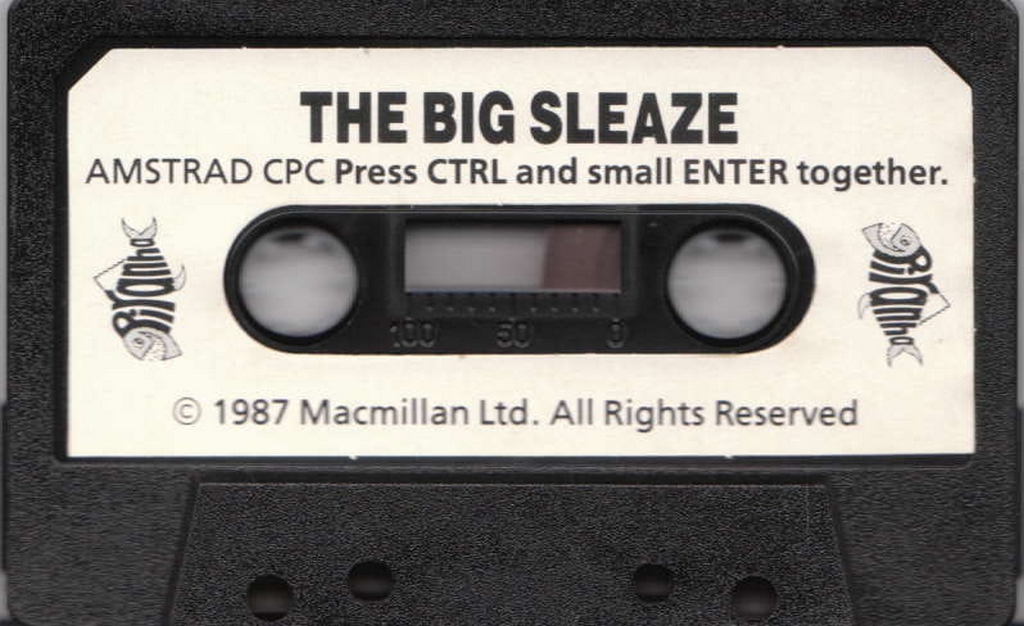 THE BIG SLEAZE
AMSTRAD CPC Press CTRL and small ENTER together.
Piranha
Piranha
100 50 0
© 1987 Macmillan Ltd. All Rights Reserved